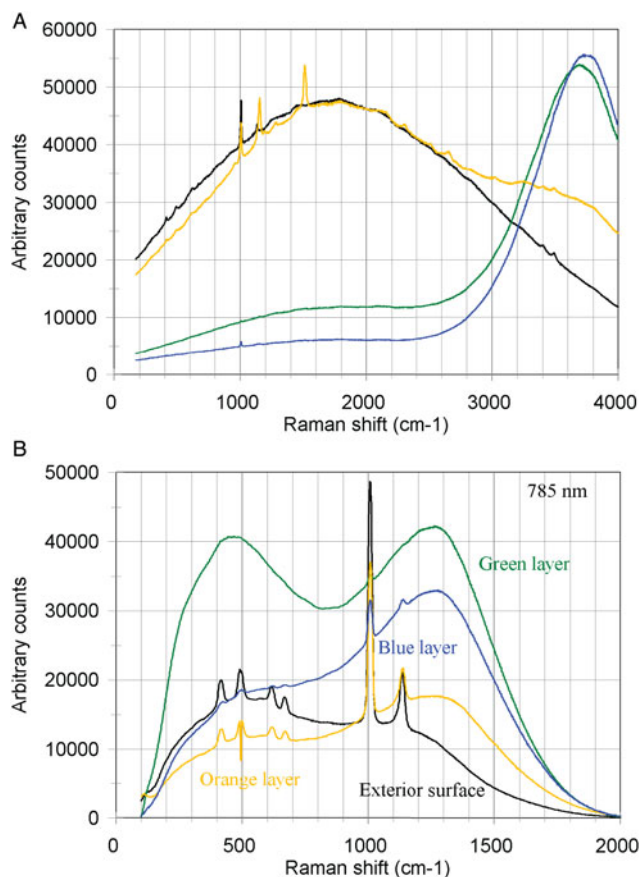 A
60000
50000
40000
30000
20000
10000
0
0 1000 2000 3000 4000
Arbitrary counts
Raman shift (cm-1)
B
50000
40000
30000
20000
10000
0
0 500 1000 1500 2000
Arbitrary counts
Raman shift (cm-1)
785 nm
Green layer
Blue layer
Orange layer
Exterior surface